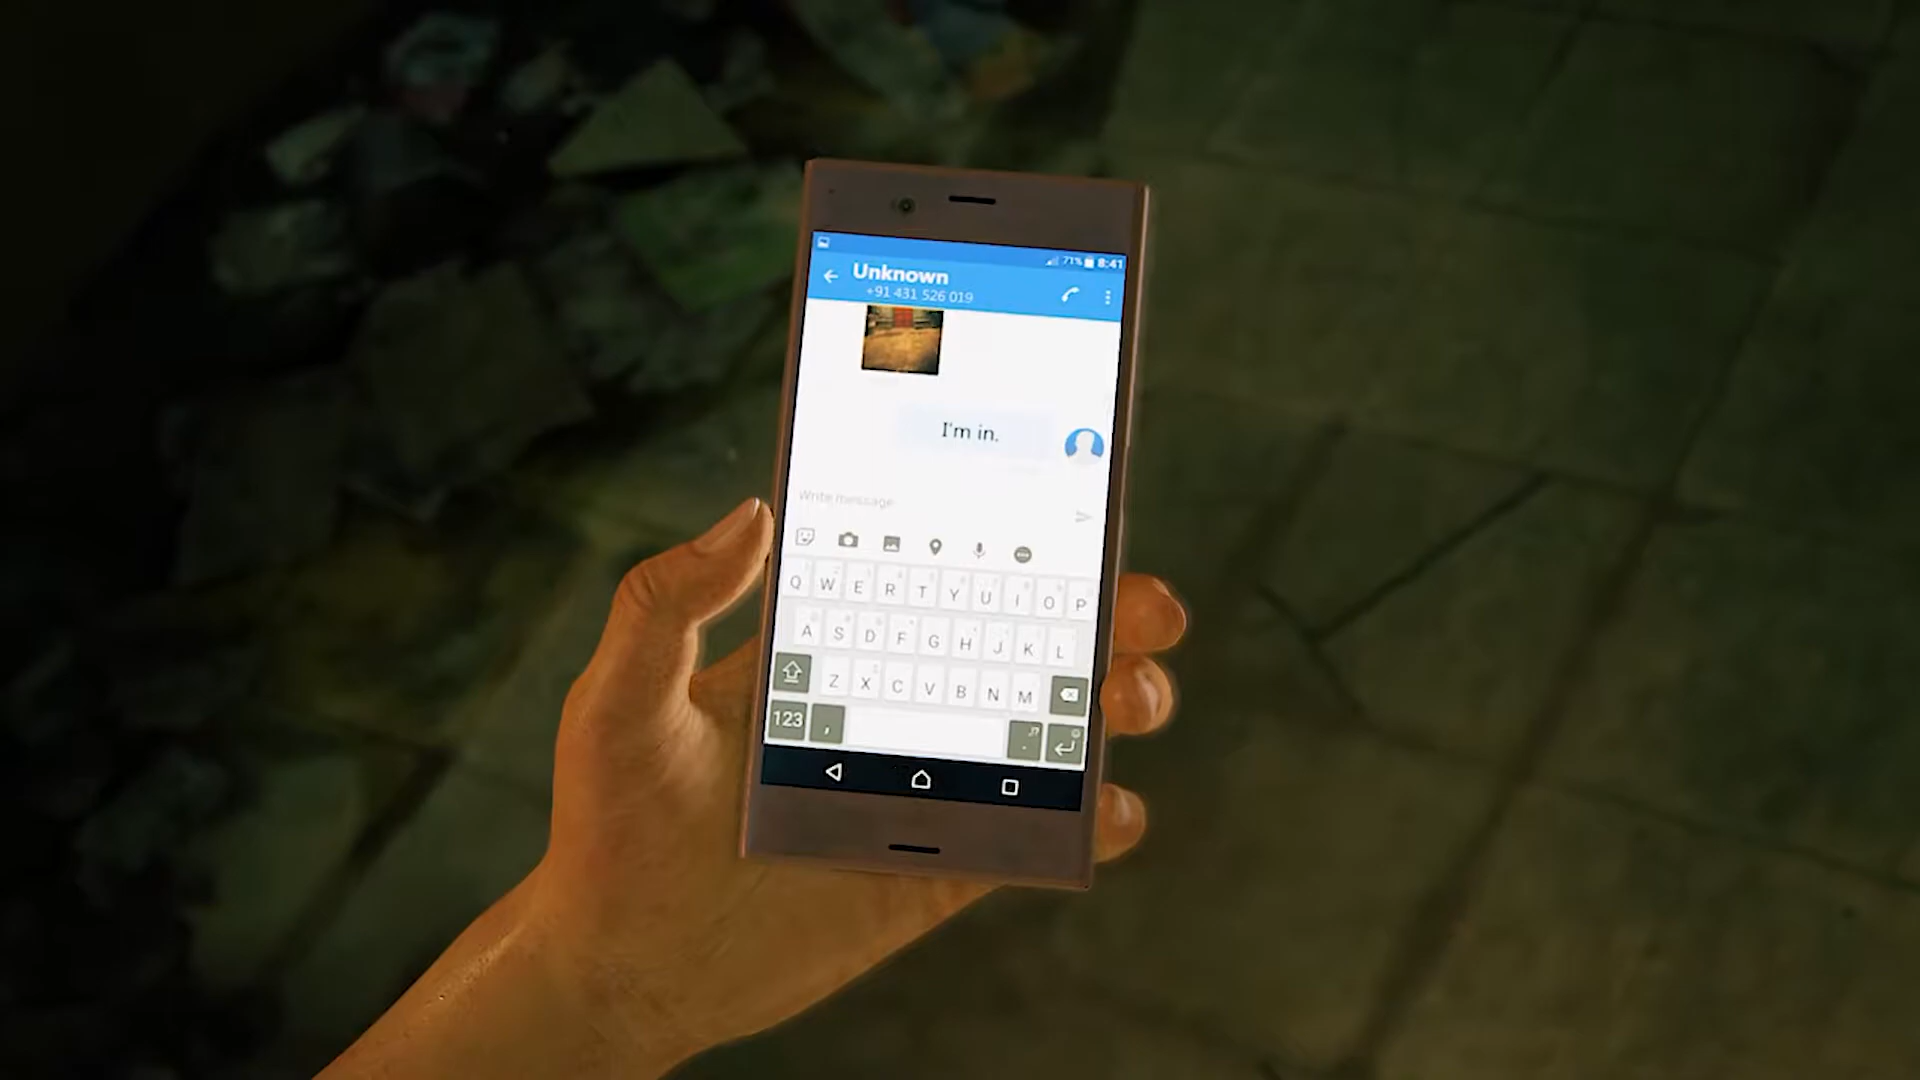 71% 8:41
Unknown
+91 431 526 019
I'm in.
Write message
Q W E R T Y U I O P
A S D F G H J K L
Z X C V B N M
123 , .